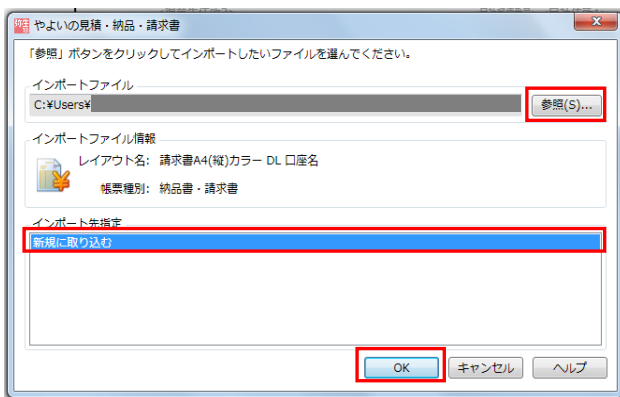 やよいの見積・納品・請求書
「参照」ボタンをクリックしてインポートしたいファイルを選んでください。
インポートファイル
C:¥Users¥
参照(S)...
インポートファイル情報
レイアウト名: 請求書A4(縦)カラー DL 口座名
帳票種別: 納品書・請求書
インポート先指定
新規に取り込む
OK
キャンセル
ヘルプ